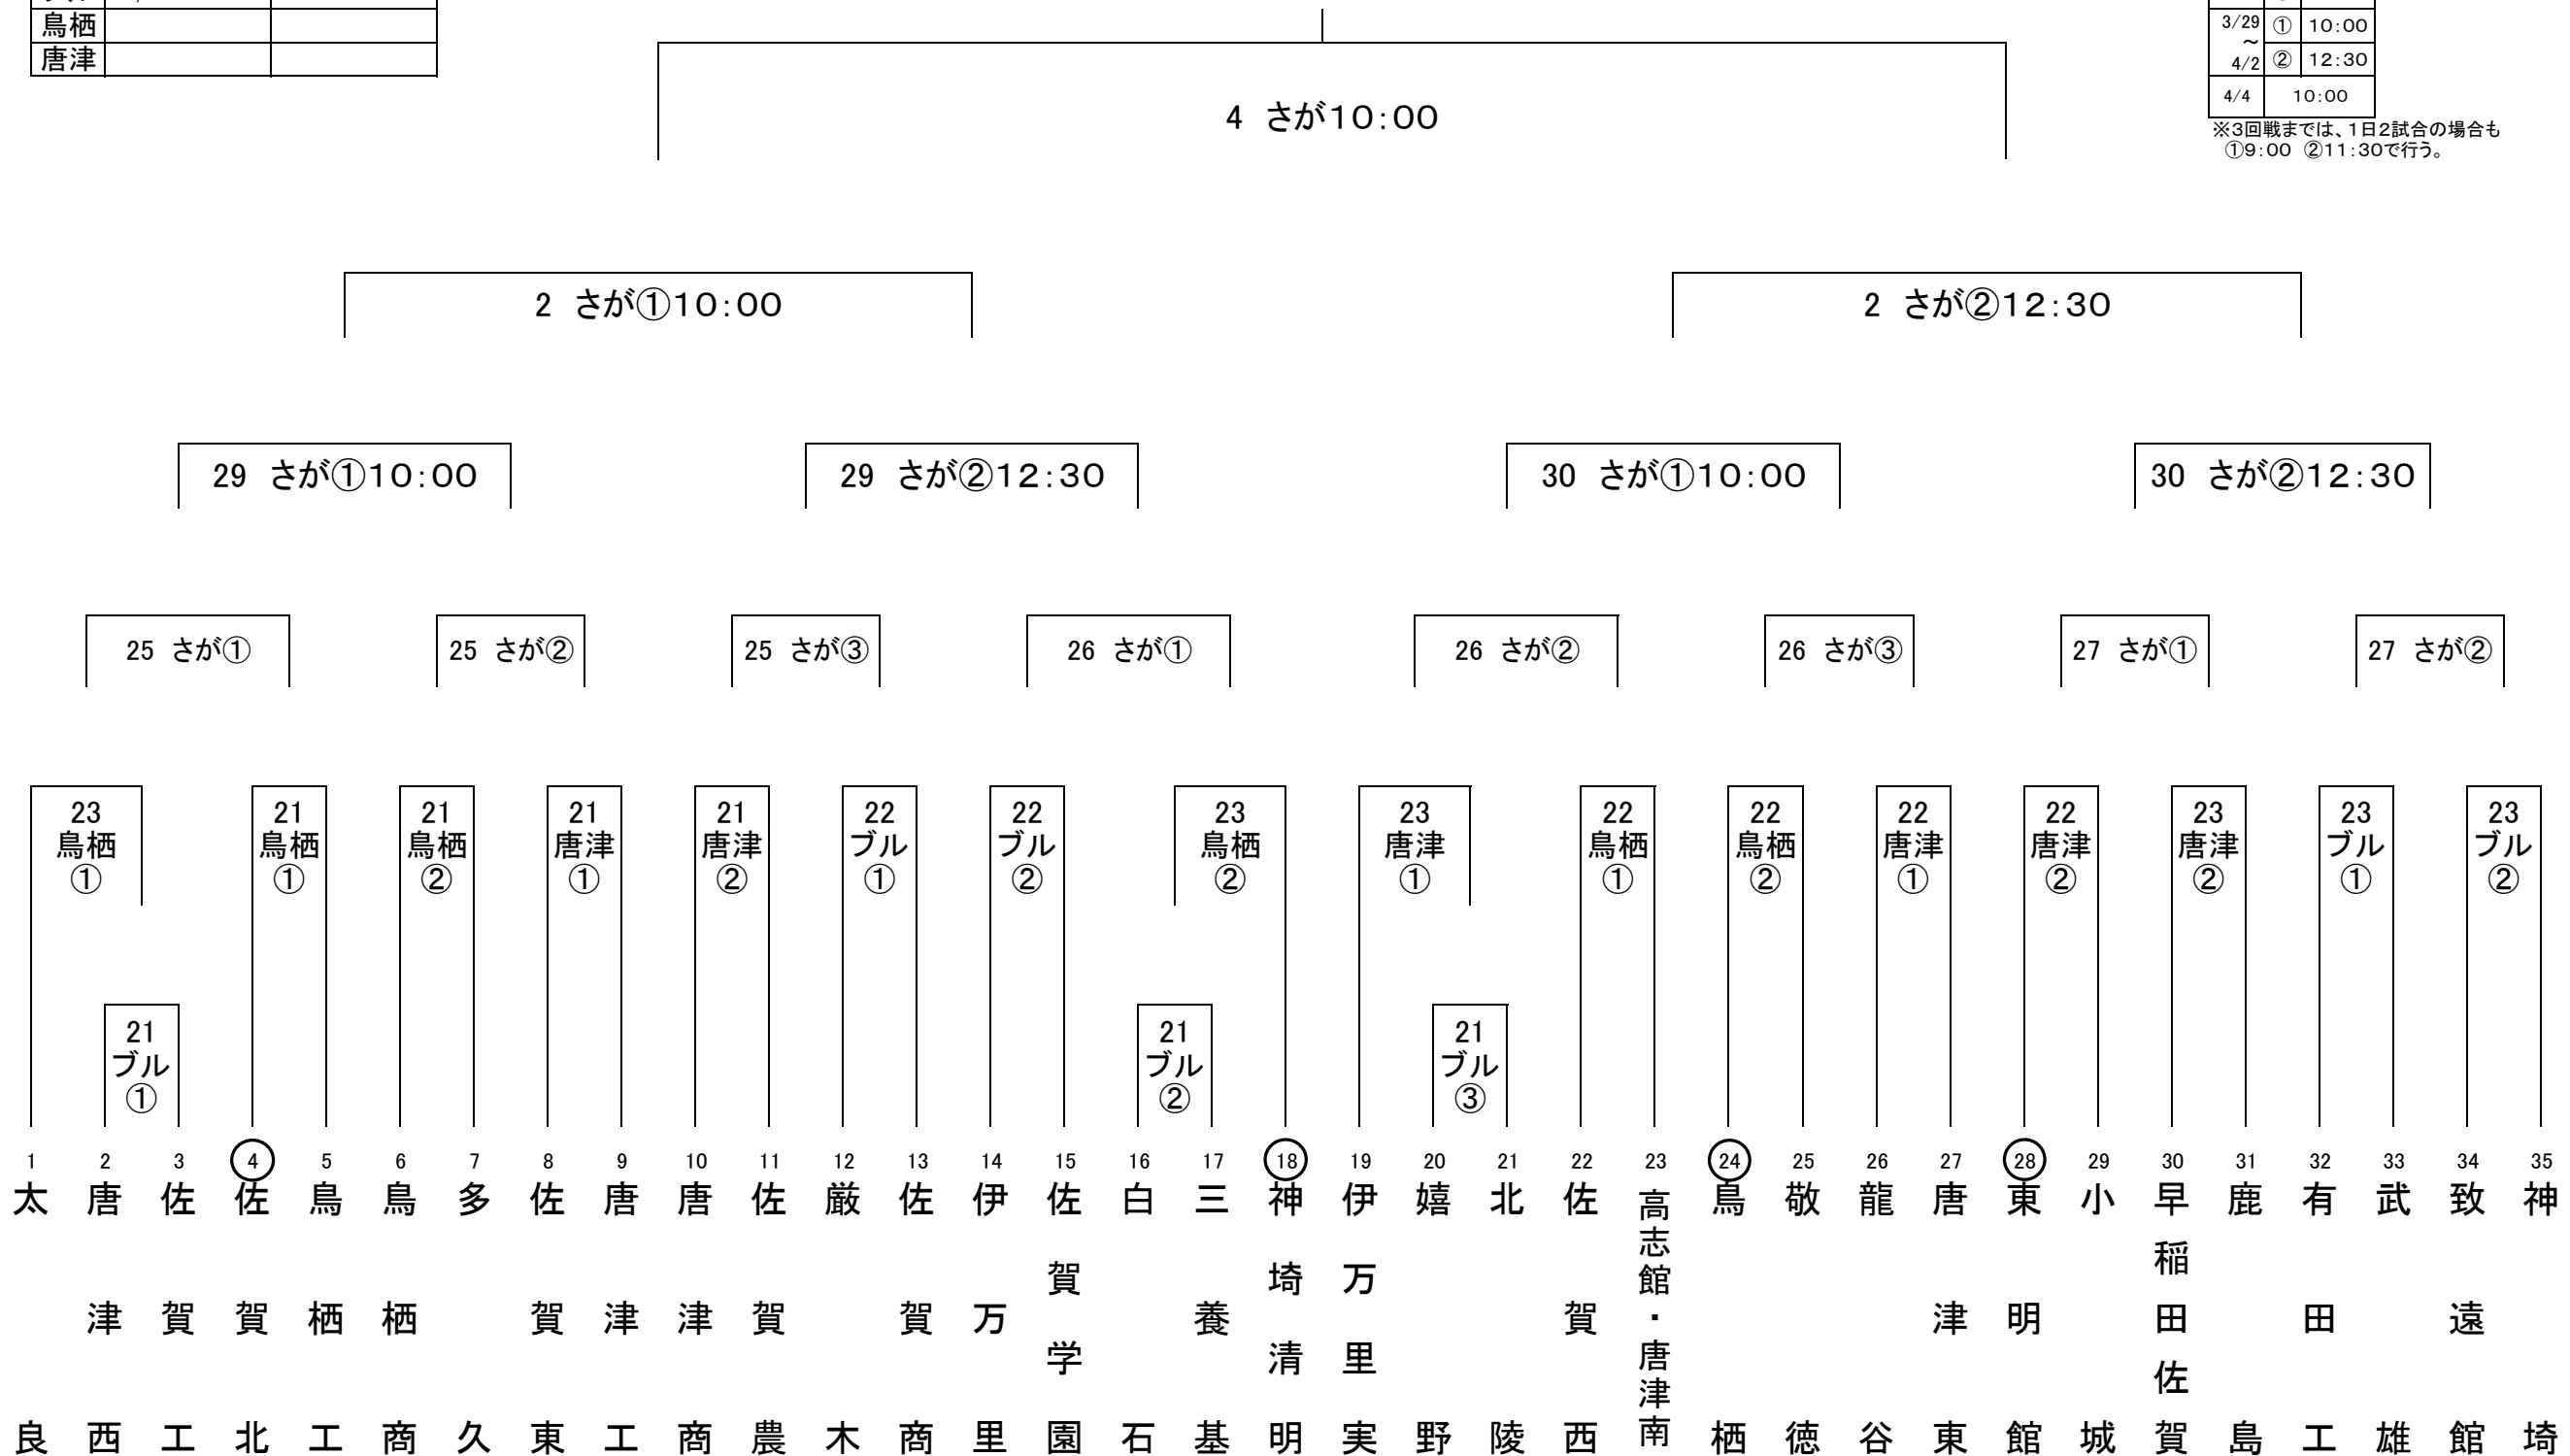 鳥栖
唐津
3/29
～
4/2
① 10:00
② 12:30
4/4 10:00
※3回戦までは、1日2試合の場合も
①9:00 ②11:30で行う。
4 さが10:00
2 さが①10:00
2 さが②12:30
29 さが①10:00
29 さが②12:30
30 さが①10:00
30 さが②12:30
25 さが①
25 さが②
25 さが③
26 さが①
26 さが②
26 さが③
27 さが①
27 さが②
23 鳥栖 ①
21 鳥栖 ①
21 鳥栖 ②
21 唐津 ①
21 唐津 ②
22 ブル ①
22 ブル ②
23 鳥栖 ②
23 唐津 ①
22 鳥栖 ①
22 鳥栖 ②
22 唐津 ①
22 唐津 ②
23 唐津 ②
23 ブル ①
23 ブル ②
21 ブル ①
21 ブル ②
21 ブル ③
1 太良
2 唐津西
3 佐賀工
4 佐賀北
5 鳥栖工
6 鳥栖商
7 多久
8 佐賀東
9 唐津工
10 唐津商
11 佐賀農
12 厳木
13 佐賀商
14 伊万里
15 佐賀学園
16 白石
17 三養基
18 神埼清明
19 伊万里実
20 嬉野
21 北陵
22 佐賀西
23 高志館・唐津南
24 鳥栖
25 敬徳
26 龍谷
27 唐津東
28 東明館
29 小城
30 早稲田佐賀
31 鹿島
32 有田工
33 武雄
34 致遠館
35 神埼